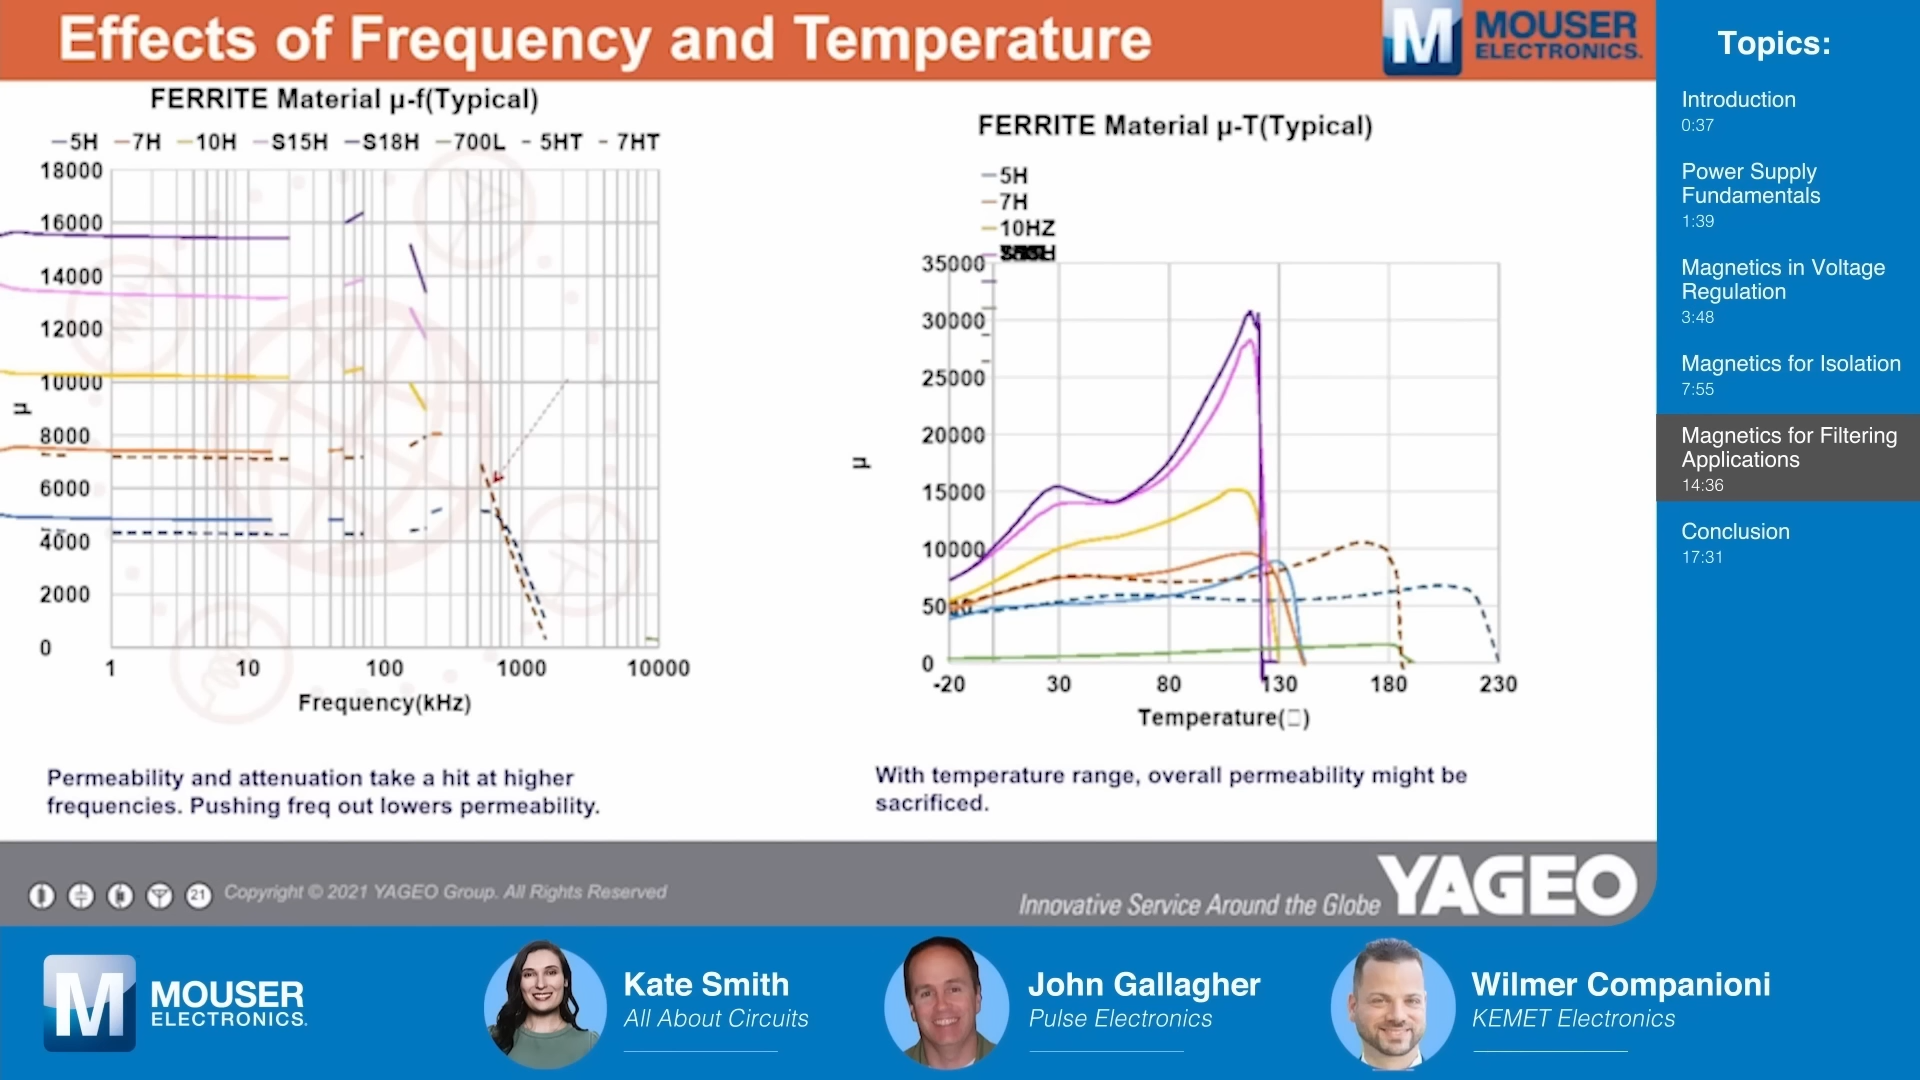 Effects of Frequency and Temperature
M MOUSER
ELECTRONICS.
FERRITE Material μ-f(Typical)
5H 7H 10H S15H S18H 700L 5HT 7HT
18000
16000
14000
12000
10000
8000
6000
4000
2000
0
μ
1 10 100 1000 10000
Frequency(kHz)
Permeability and attenuation take a hit at higher
frequencies. Pushing freq out lowers permeability.
FERRITE Material μ-T(Typical)
5H
7H
10HZ
35000
30000
25000
20000
15000
10000
0
μ
-20 30 80 130 180 230
Temperature(□)
With temperature range, overall permeability might be
sacrificed.
21
Copyright © 2021 YAGEO Group. All Rights Reserved
Innovative Service Around the Globe YAGEO
Topics:
Introduction
0:37
Power Supply
Fundamentals
1:39
Magnetics in Voltage
Regulation
3:48
Magnetics for Isolation
7:55
Magnetics for Filtering
Applications
14:36
Conclusion
17:31
M MOUSER
ELECTRONICS.
Kate Smith
All About Circuits
John Gallagher
Pulse Electronics
Wilmer Companioni
KEMET Electronics